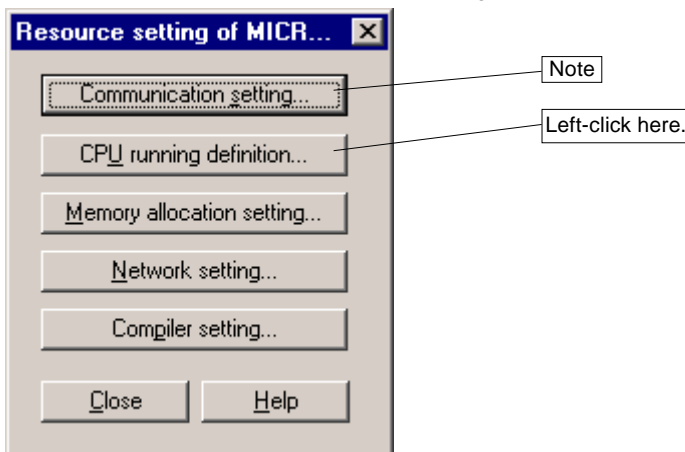 Resource setting of MICR...
Communication setting...
Note
CPU running definition...
Left-click here.
Memory allocation setting...
Network setting...
Compiler setting...
Close
Help